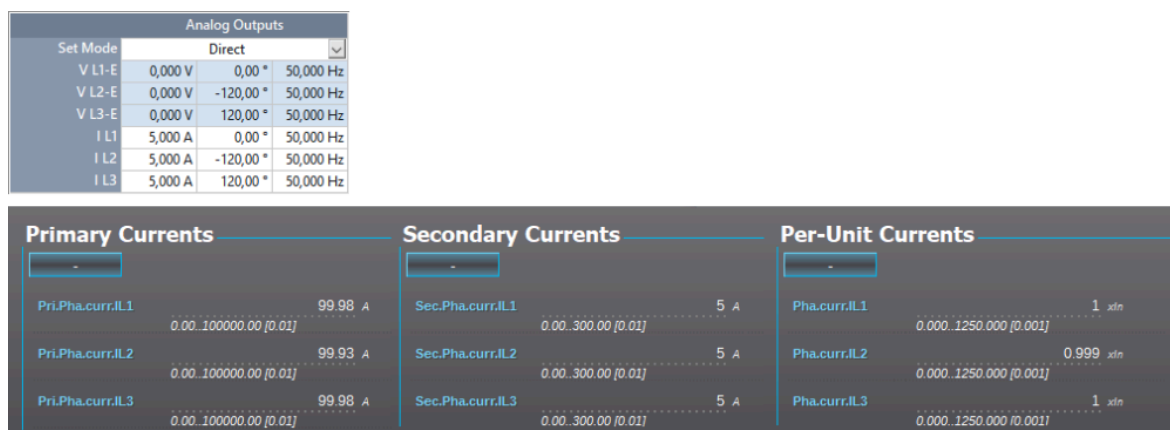 Analog Outputs
Set Mode Direct
V L1-E 0,000 V 0,00 ° 50,000 Hz
V L2-E 0,000 V -120,00 ° 50,000 Hz
V L3-E 0,000 V 120,00 ° 50,000 Hz
I L1 5,000 A 0,00 ° 50,000 Hz
I L2 5,000 A -120,00 ° 50,000 Hz
I L3 5,000 A 120,00 ° 50,000 Hz
Primary Currents Secondary Currents Per-Unit Currents
- - -
Pri.Pha.curr.IL1 99.98 A Sec.Pha.curr.IL1 5 A Pha.curr.IL1 1 xIn
0.00..100000.00 [0.01] 0.00..300.00 [0.01] 0.000..1250.000 [0.001]
Pri.Pha.curr.IL2 99.93 A Sec.Pha.curr.IL2 5 A Pha.curr.IL2 0.999 xIn
0.00..100000.00 [0.01] 0.00..300.00 [0.01] 0.000..1250.000 [0.001]
Pri.Pha.curr.IL3 99.98 A Sec.Pha.curr.IL3 5 A Pha.curr.IL3 1 xIn
0.00..100000.00 [0.01] 0.00..300.00 [0.01] 0.000..1250.000 [0.001]